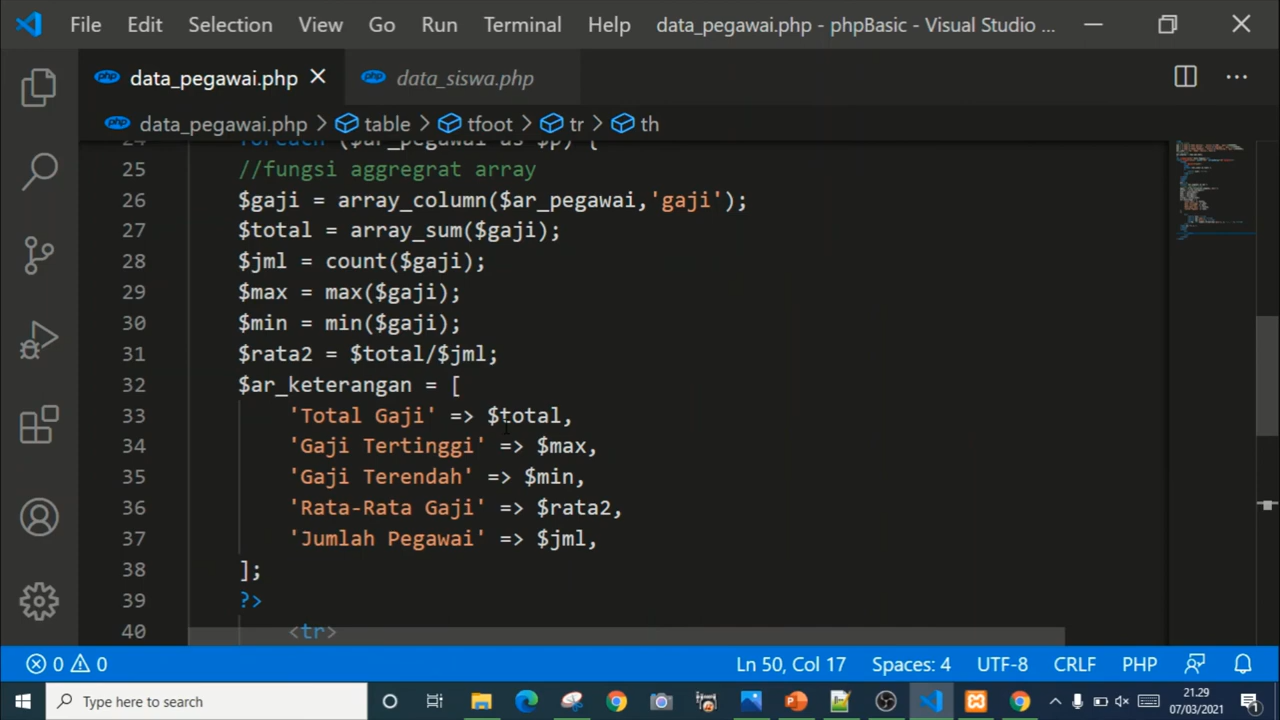 File Edit Selection View Go Run Terminal Help data_pegawai.php - phpBasic - Visual Studio ...
data_pegawai.php data_siswa.php
data_pegawai.php > table > tfoot > tr > th
24 foreach ($ar_pegawai as $p) {
25 //fungsi aggregrat array
26 $gaji = array_column($ar_pegawai,'gaji');
27 $total = array_sum($gaji);
28 $jml = count($gaji);
29 $max = max($gaji);
30 $min = min($gaji);
31 $rata2 = $total/$jml;
32 $ar_keterangan = [
33 'Total Gaji' => $total,
34 'Gaji Tertinggi' => $max,
35 'Gaji Terendah' => $min,
36 'Rata-Rata Gaji' => $rata2,
37 'Jumlah Pegawai' => $jml,
38 ];
39 ?>
40 <tr>
0 0 Ln 50, Col 17 Spaces: 4 UTF-8 CRLF PHP
Type here to search
21.29
07/03/2021
1